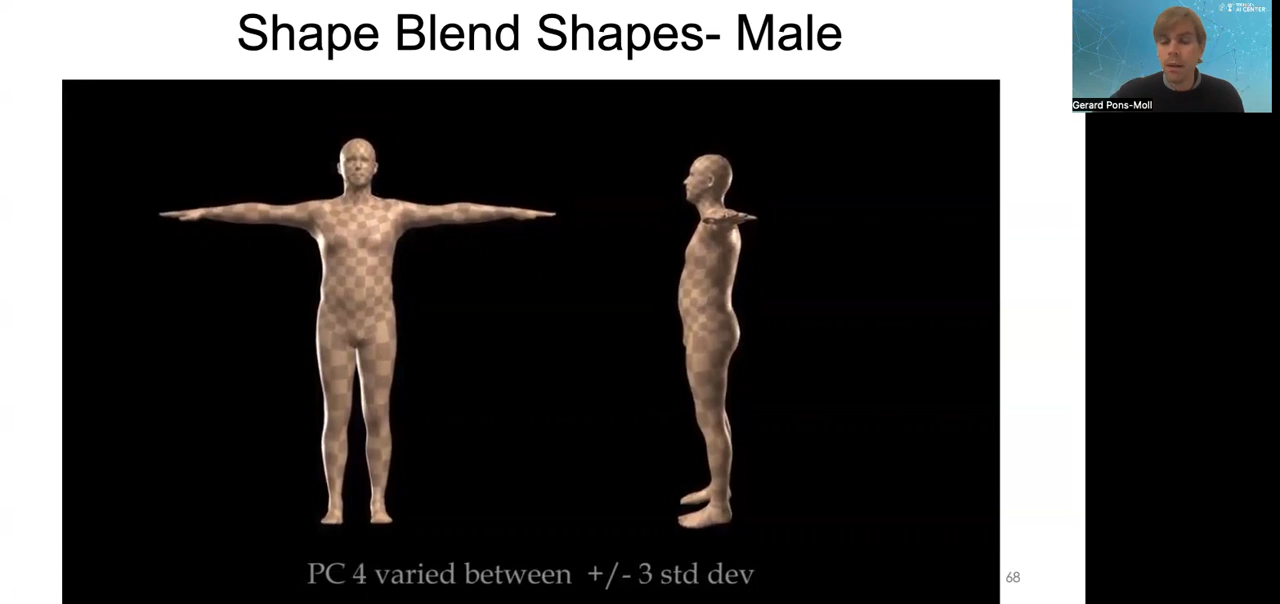 Shape Blend Shapes- Male
AI CENTER
Gerard Pons-Moll
PC 4 varied between +/- 3 std dev
68